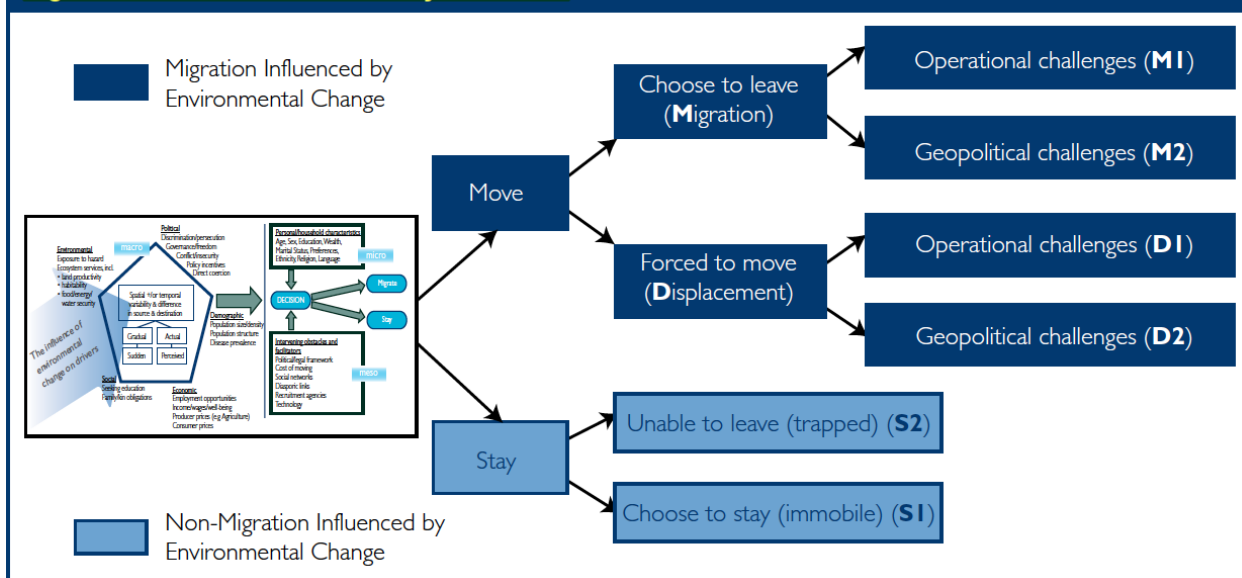 Migration Influenced by
Environmental Change
Choose to leave
(Migration)
Operational challenges (M1)
Geopolitical challenges (M2)
Move
Forced to move
(Displacement)
Operational challenges (D1)
Geopolitical challenges (D2)
Environmental
Exposure to hazard
Ecosystem services, incl.
• land productivity
• habitability
• food/energy/
water security
macro
Political
Discrimination/persecution
Governance/freedom
Conflict/insecurity
Policy incentives
Direct coercion
Spatial +/or temporal
variability & difference
in source & destination
Gradual
Actual
Sudden
Perceived
The influence of
environmental
change on drivers
Demographic
Population size/density
Population structure
Disease prevalence
Social
Seeking education
Family/kin obligations
Economic
Employment opportunities
Income/wages/well-being
Producer prices (e.g Agriculture)
Consumer prices
Personal/household characteristics
Age, Sex, Education, Wealth,
Marital Status, Preferences,
Ethnicity, Religion, Language
micro
DECISION
Migrate
Stay
Intervening obstacles and
facilitators
Political/legal framework
Cost of moving
Social networks
Diasporic links
Recruitment agencies
Technology
meso
Stay
Unable to leave (trapped) (S2)
Choose to stay (immobile) (S1)
Non-Migration Influenced by
Environmental Change